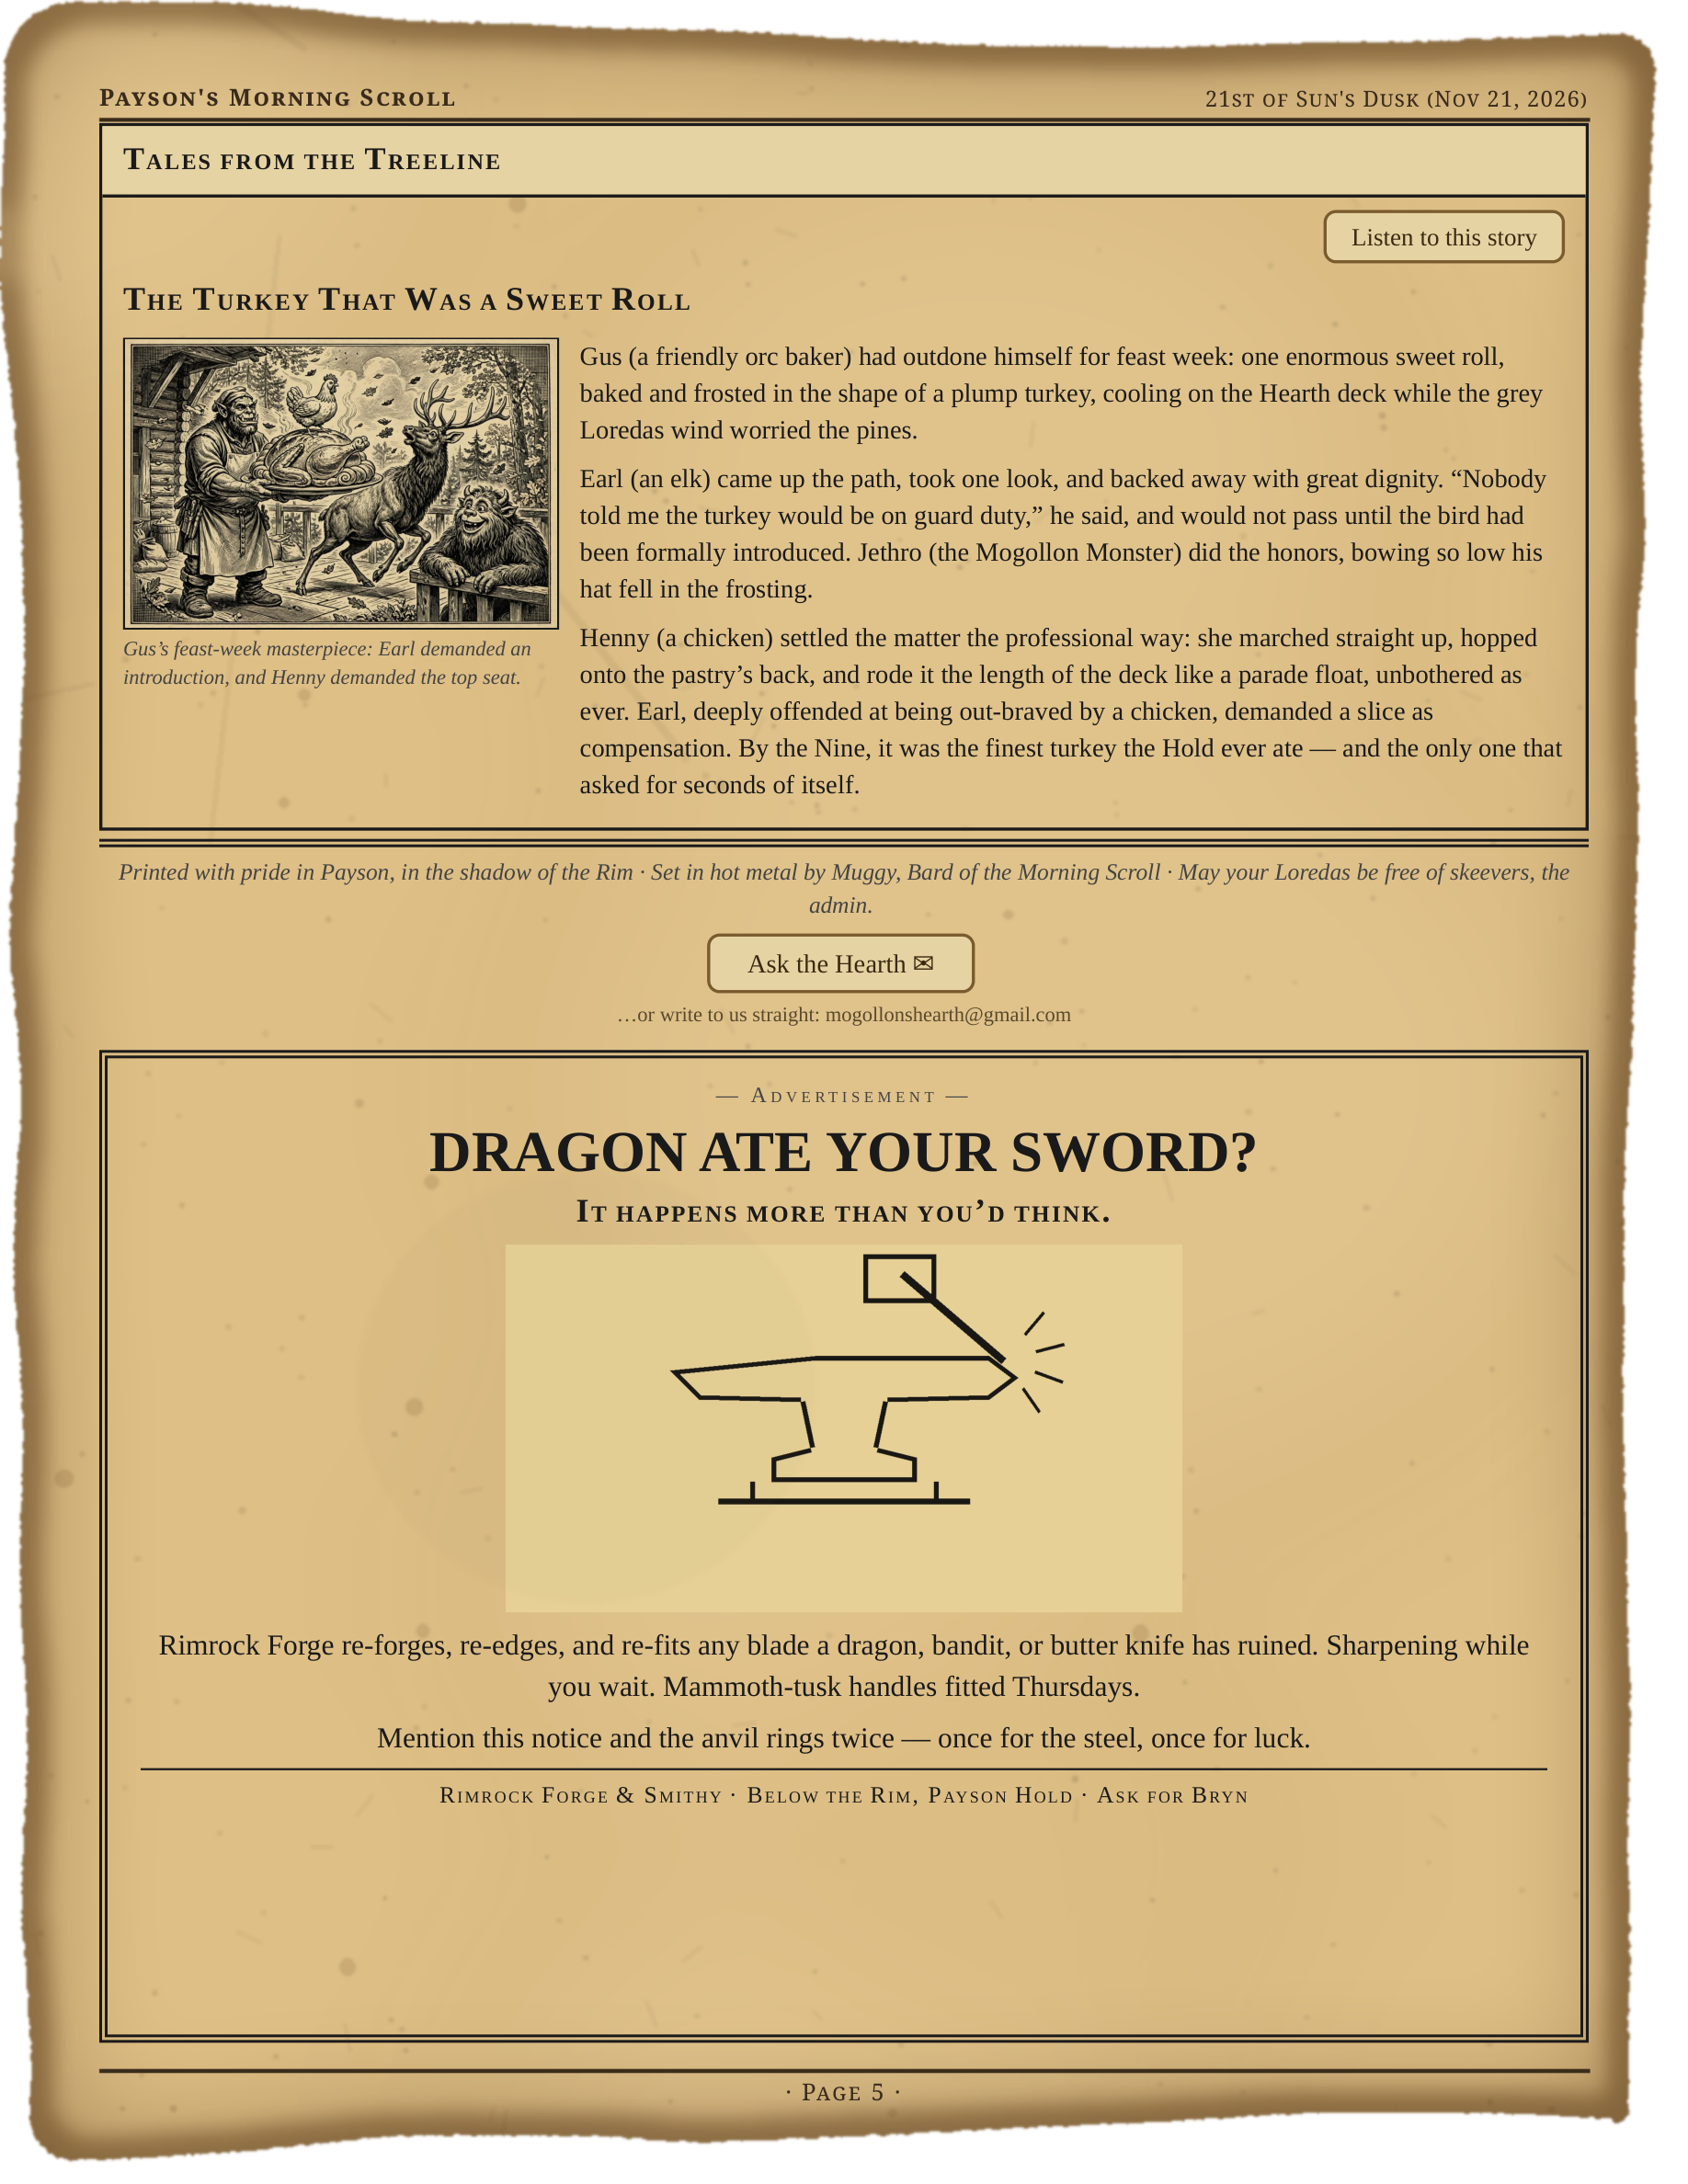 Payson's Morning Scroll
21st of Sun's Dusk (Nov 21, 2026)
Tales from the Treeline
Listen to this story
The Turkey That Was a Sweet Roll
Gus (a friendly orc baker) had outdone himself for feast week: one enormous sweet roll,
baked and frosted in the shape of a plump turkey, cooling on the Hearth deck while the grey
Loredas wind worried the pines.
Earl (an elk) came up the path, took one look, and backed away with great dignity. “Nobody
told me the turkey would be on guard duty,” he said, and would not pass until the bird had
been formally introduced. Jethro (the Mogollon Monster) did the honors, bowing so low his
hat fell in the frosting.
Henny (a chicken) settled the matter the professional way: she marched straight up, hopped
onto the pastry’s back, and rode it the length of the deck like a parade float, unbothered as
ever. Earl, deeply offended at being out-braved by a chicken, demanded a slice as
compensation. By the Nine, it was the finest turkey the Hold ever ate — and the only one that
asked for seconds of itself.
Gus’s feast-week masterpiece: Earl demanded an
introduction, and Henny demanded the top seat.
Printed with pride in Payson, in the shadow of the Rim · Set in hot metal by Muggy, Bard of the Morning Scroll · May your Loredas be free of skeevers, the
admin.
Ask the Hearth ✉
…or write to us straight: mogollonshearth@gmail.com
— Advertisement —
DRAGON ATE YOUR SWORD?
It happens more than you’d think.
Rimrock Forge re-forges, re-edges, and re-fits any blade a dragon, bandit, or butter knife has ruined. Sharpening while
you wait. Mammoth-tusk handles fitted Thursdays.
Mention this notice and the anvil rings twice — once for the steel, once for luck.
Rimrock Forge & Smithy · Below the Rim, Payson Hold · Ask for Bryn
· Page 5 ·